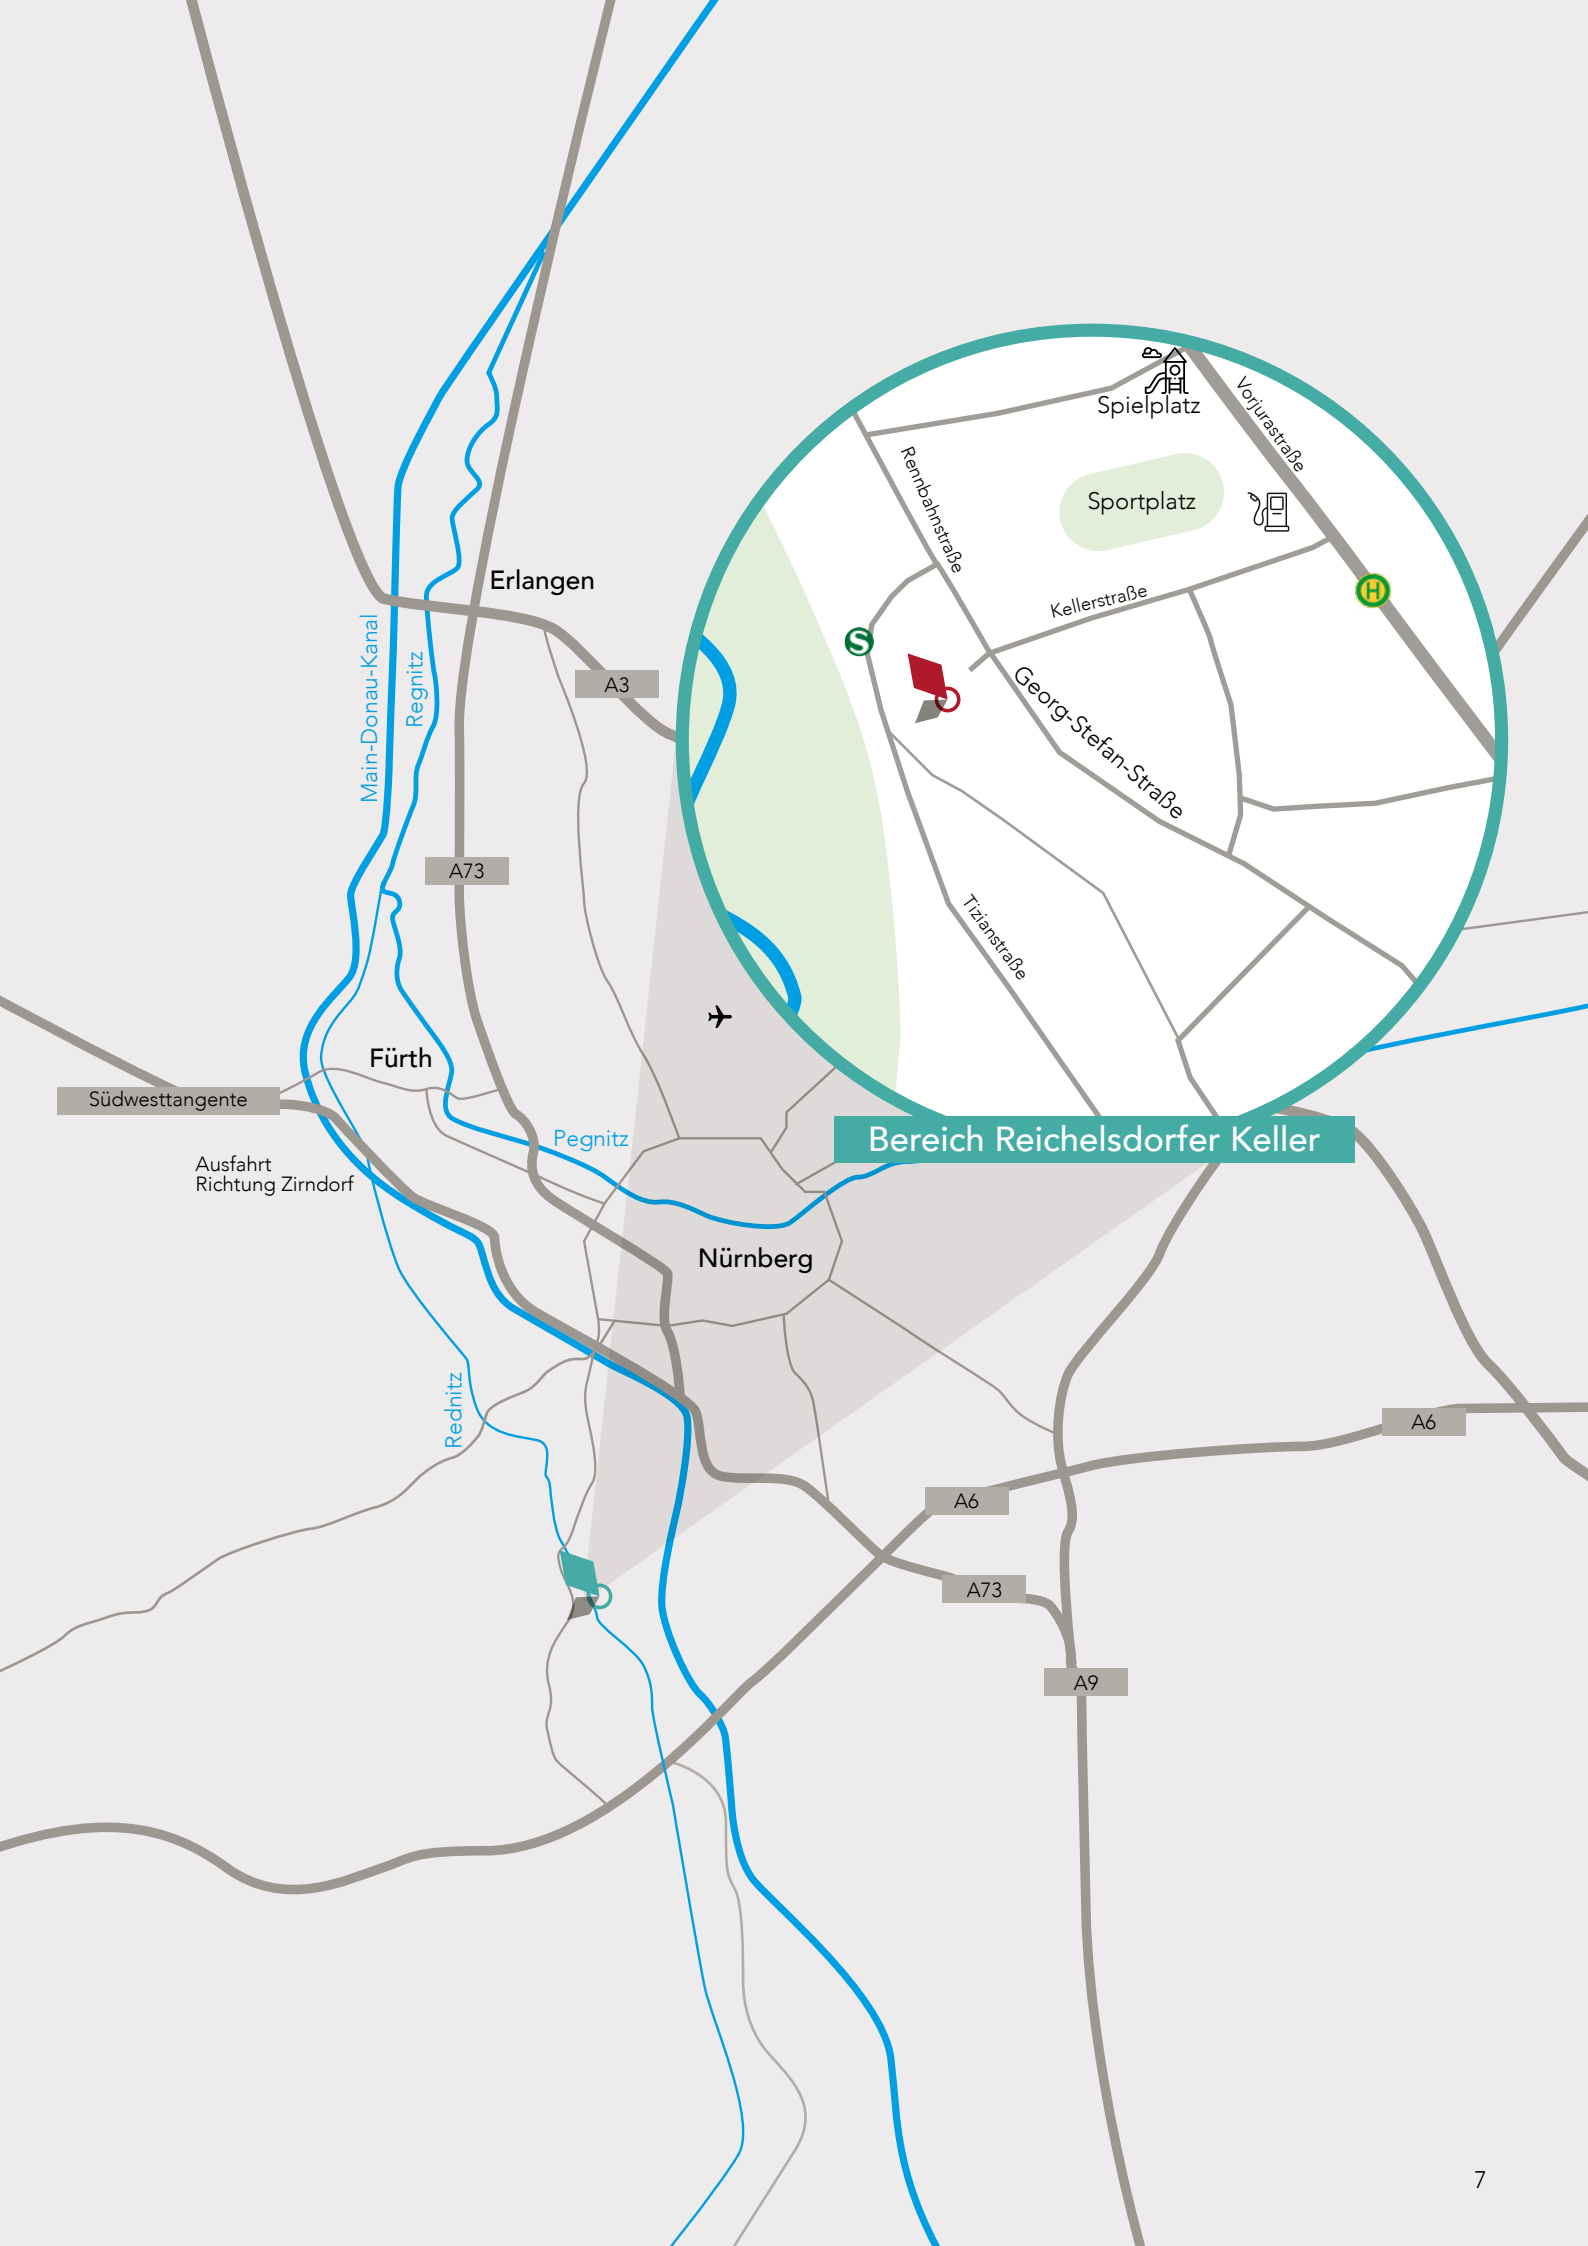 Spielplatz
Vorjurastraße
Rennbahnstraße
Sportplatz
H
Erlangen
Kellerstraße
S
Main-Donau-Kanal
Regnitz
A3
Georg-Stefan-Straße
A73
Tizianstraße
Fürth
Südwesttangente
Pegnitz
Bereich Reichelsdorfer Keller
Ausfahrt
Richtung Zirndorf
Nürnberg
Rednitz
A6
A6
A73
A9
7